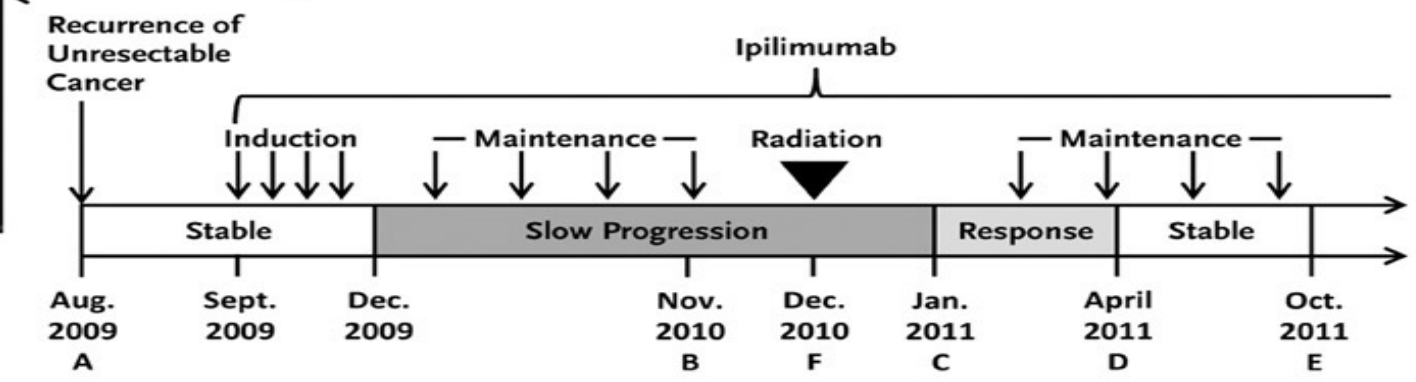 Recurrence of
Unresectable
Cancer
Ipilimumab
Induction
Maintenance
Radiation
Maintenance
Stable
Slow Progression
Response
Stable
Aug.
2009
A
Sept.
2009
Dec.
2009
Nov.
2010
B
Dec.
2010
F
Jan.
2011
C
April
2011
D
Oct.
2011
E